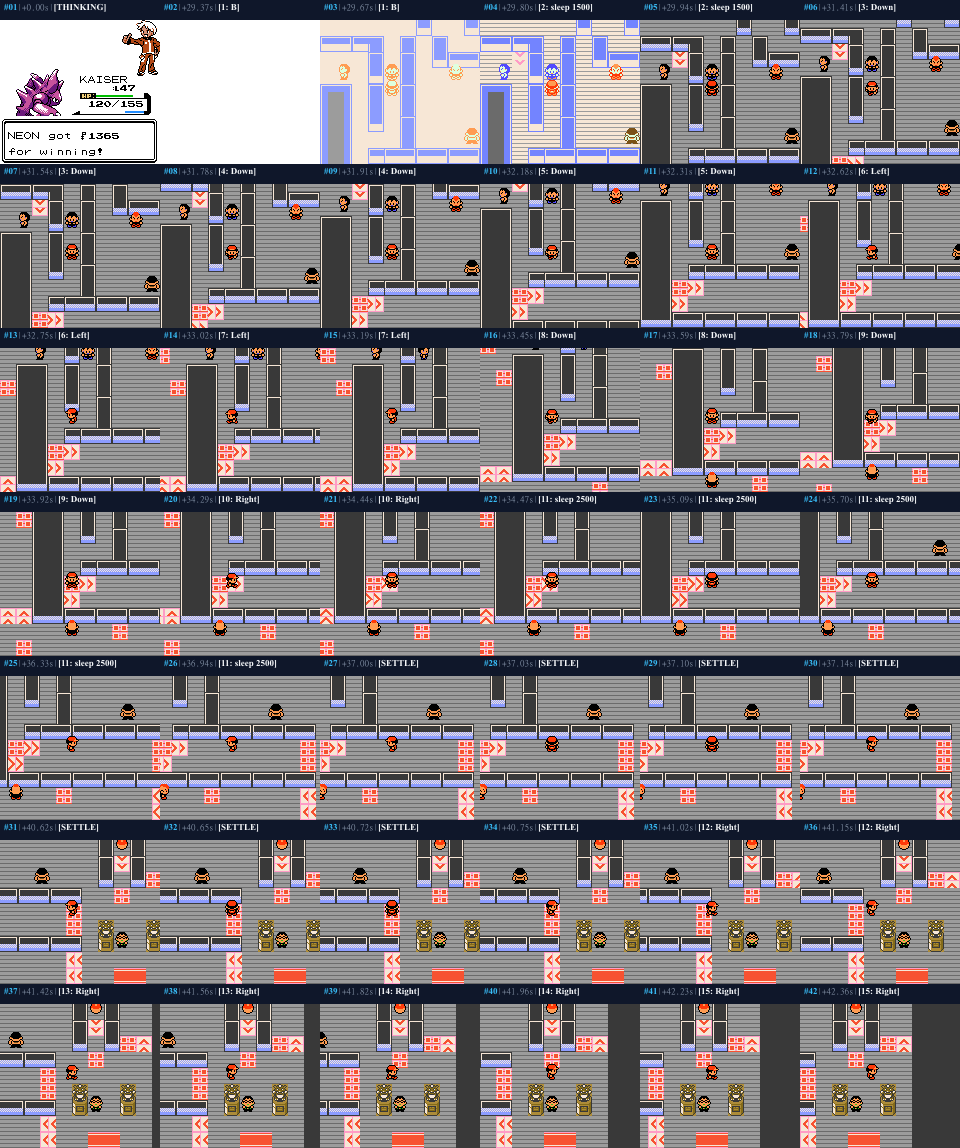 #01|+0.00s|[THINKING]
#02|+29.37s|[1: B]
#03|+29.67s|[1: B]
#04|+29.80s|[2: sleep 1500]
#05|+29.94s|[2: sleep 1500]
#06|+31.41s|[3: Down]
KAISER
:L47
HP:
120/155
NEON got ₽1365
for winning!
#07|+31.54s|[3: Down]
#08|+31.78s|[4: Down]
#09|+31.91s|[4: Down]
#10|+32.18s|[5: Down]
#11|+32.31s|[5: Down]
#12|+32.62s|[6: Left]
#13|+32.75s|[6: Left]
#14|+33.02s|[7: Left]
#15|+33.19s|[7: Left]
#16|+33.45s|[8: Down]
#17|+33.59s|[8: Down]
#18|+33.79s|[9: Down]
#19|+33.92s|[9: Down]
#20|+34.29s|[10: Right]
#21|+34.44s|[10: Right]
#22|+34.47s|[11: sleep 2500]
#23|+35.09s|[11: sleep 2500]
#24|+35.70s|[11: sleep 2500]
#25|+36.33s|[11: sleep 2500]
#26|+36.94s|[11: sleep 2500]
#27|+37.00s|[SETTLE]
#28|+37.03s|[SETTLE]
#29|+37.10s|[SETTLE]
#30|+37.14s|[SETTLE]
#31|+40.62s|[SETTLE]
#32|+40.65s|[SETTLE]
#33|+40.72s|[SETTLE]
#34|+40.75s|[SETTLE]
#35|+41.02s|[12: Right]
#36|+41.15s|[12: Right]
#37|+41.42s|[13: Right]
#38|+41.56s|[13: Right]
#39|+41.82s|[14: Right]
#40|+41.96s|[14: Right]
#41|+42.23s|[15: Right]
#42|+42.36s|[15: Right]